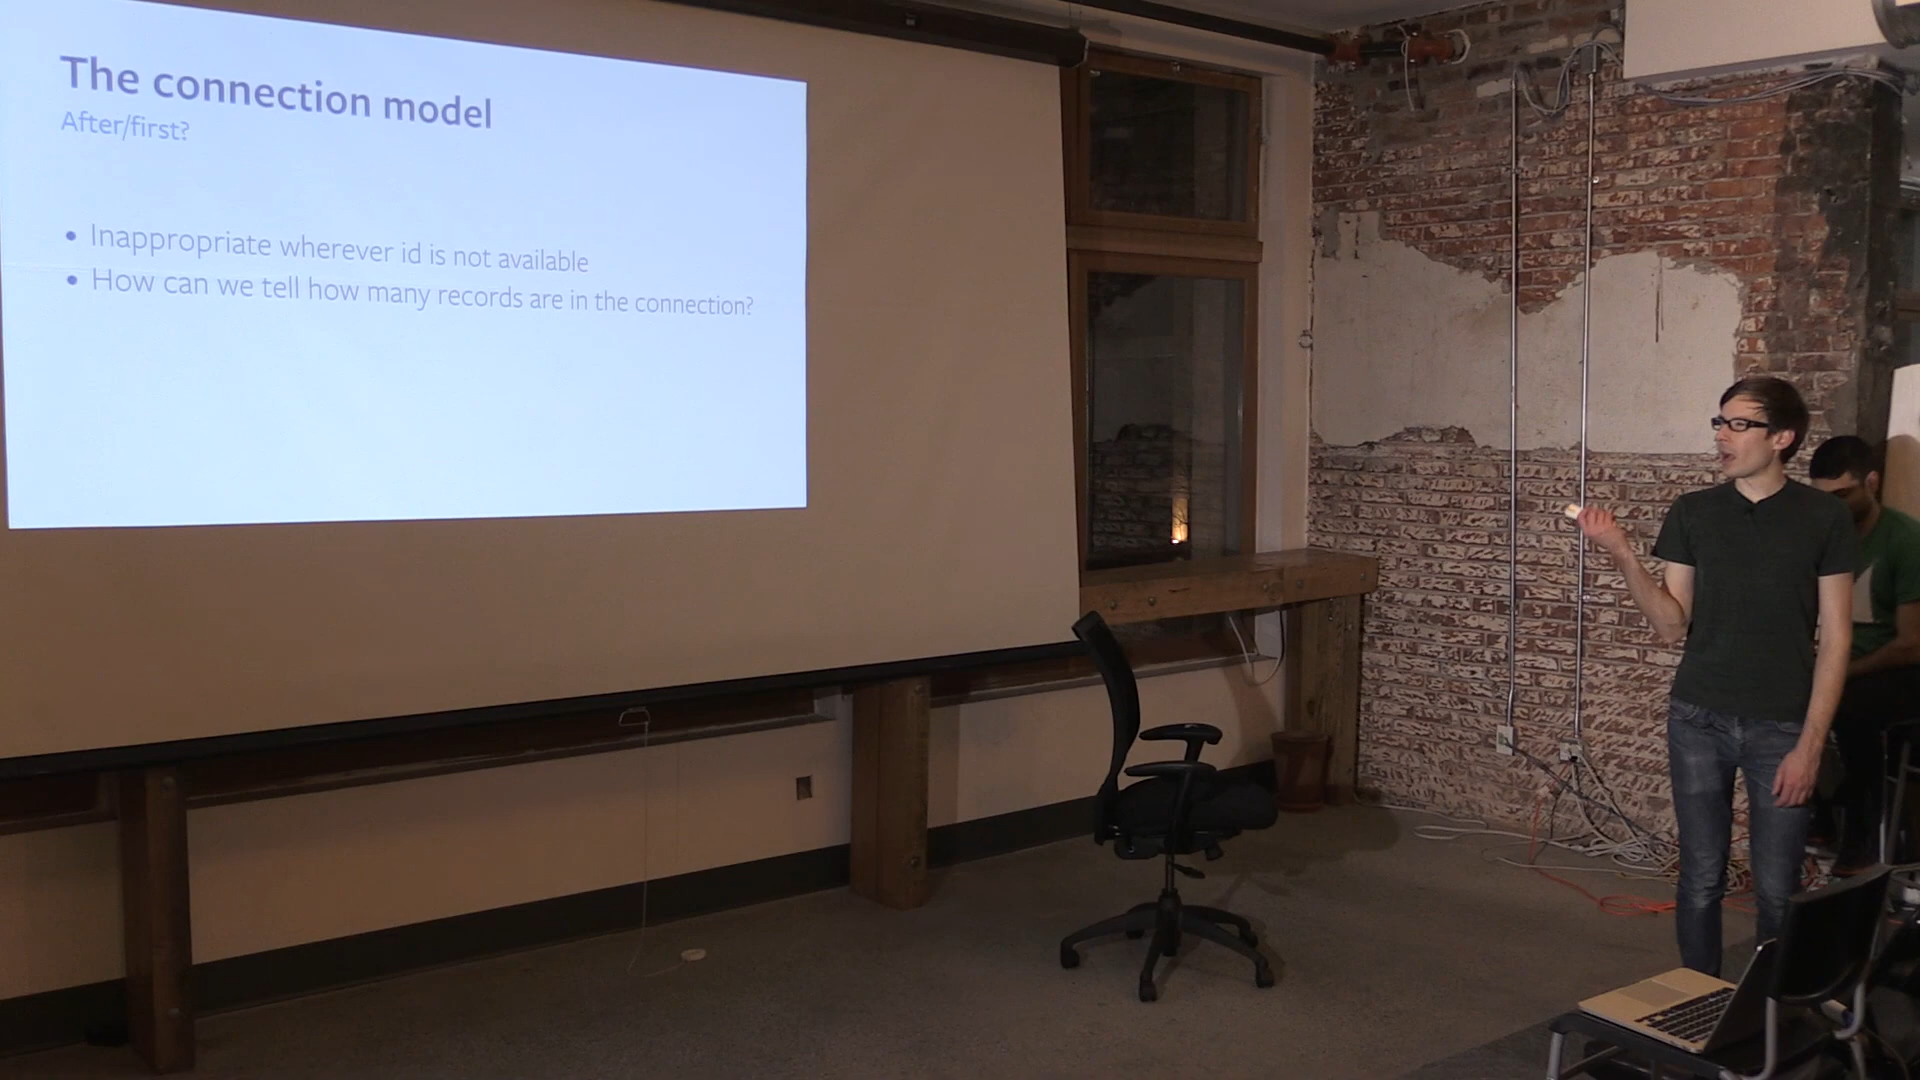 The connection model
After/first?
• Inappropriate wherever id is not available
• How can we tell how many records are in the connection?